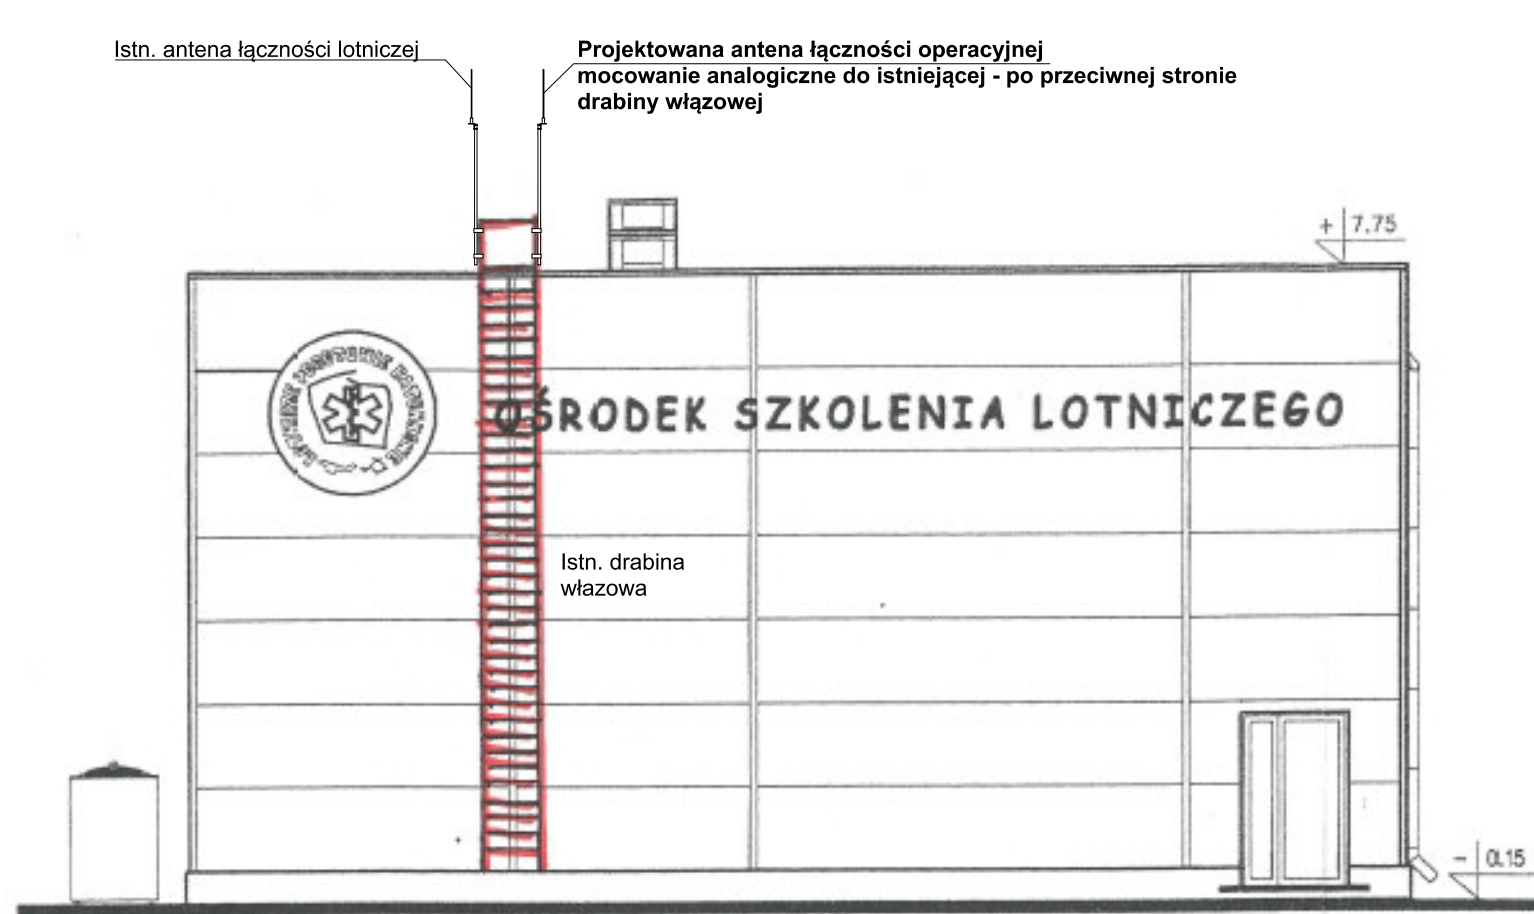 Istn. antena łączności lotniczej
Projektowana antena łączności operacyjnej
mocowanie analogiczne do istniejącej - po przeciwnej stronie
drabiny włązowej
+ 7,75
OŚRODEK SZKOLENIA LOTNICZEGO
Istn. drabina
włazowa
- 0.15